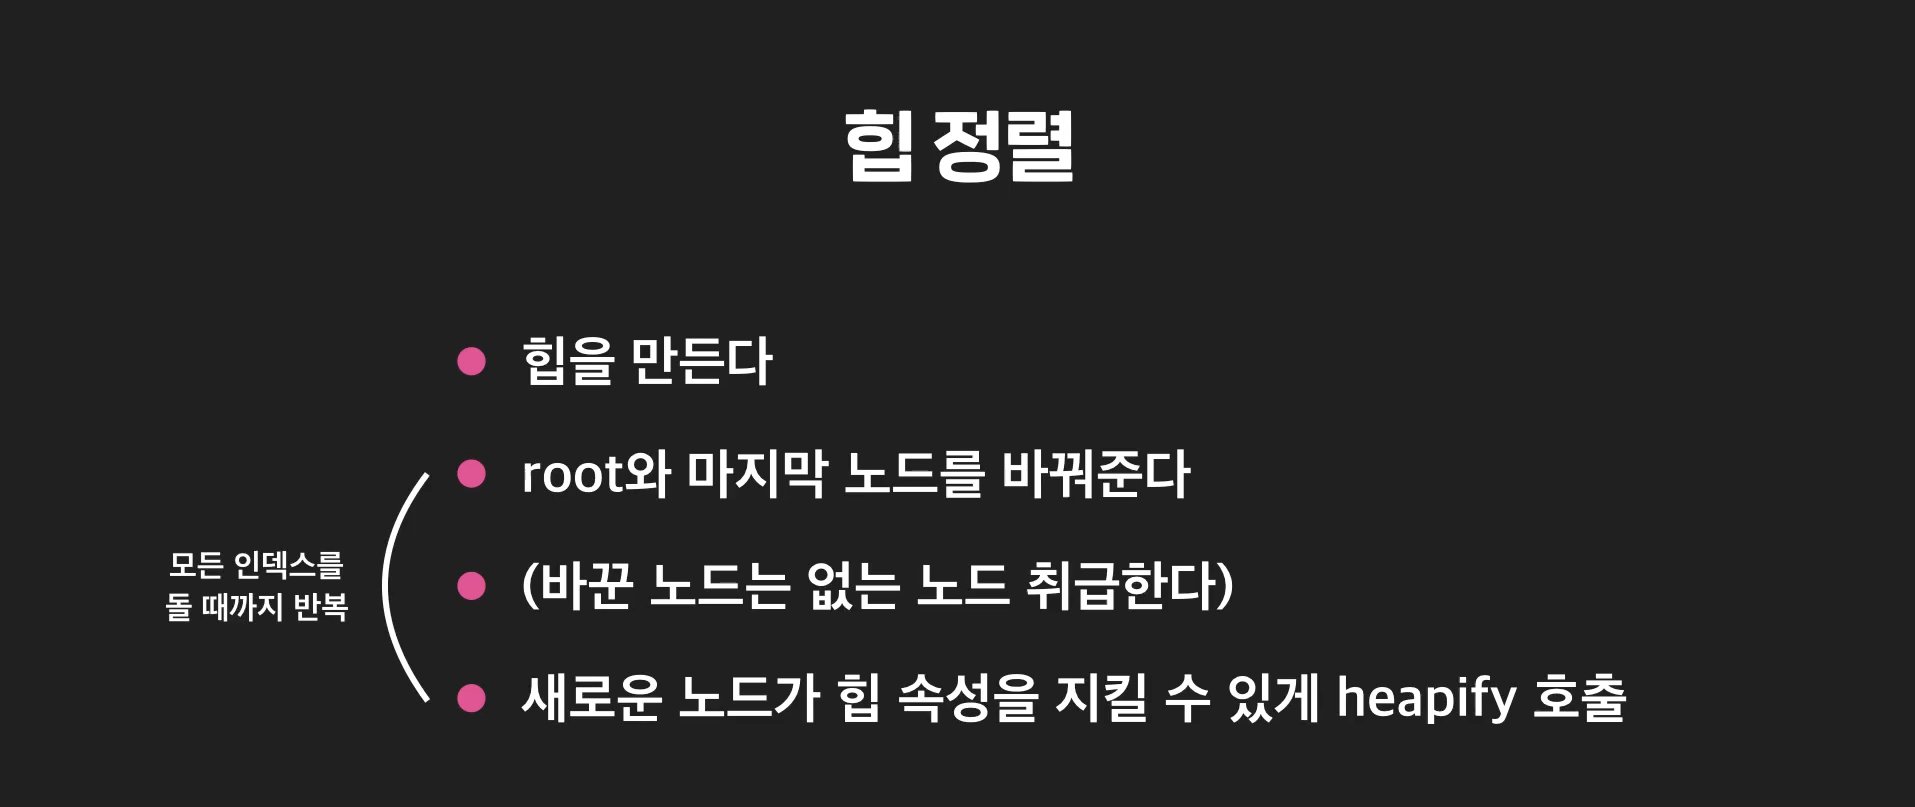 힙 정렬
힙을 만든다
root와 마지막 노드를 바꿔준다
(바꾼 노드는 없는 노드 취급한다)
새로운 노드가 힙 속성을 지킬 수 있게 heapify 호출
모든 인덱스를
돌 때까지 반복